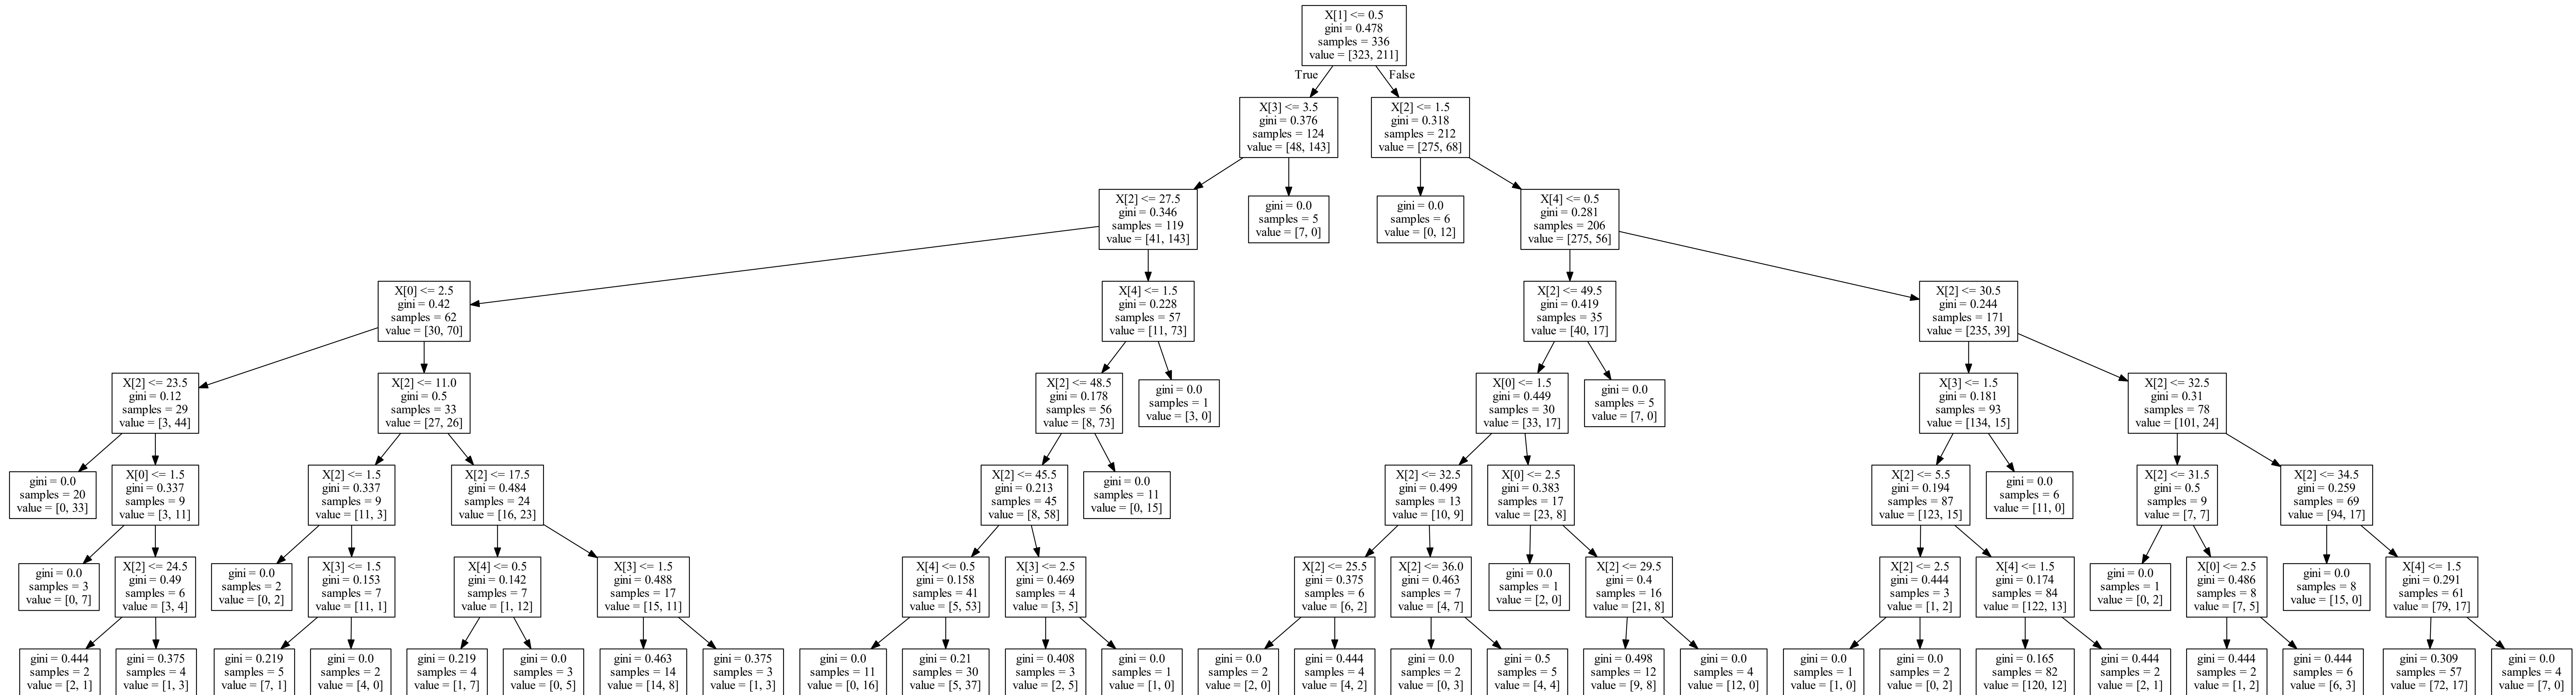 X[1] <= 0.5
gini = 0.478
samples = 336
value = [323, 211]
True
False
X[3] <= 3.5
gini = 0.376
samples = 124
value = [48, 143]
X[2] <= 1.5
gini = 0.318
samples = 212
value = [275, 68]
X[2] <= 27.5
gini = 0.346
samples = 119
value = [41, 143]
gini = 0.0
samples = 5
value = [7, 0]
gini = 0.0
samples = 6
value = [0, 12]
X[4] <= 0.5
gini = 0.281
samples = 206
value = [275, 56]
X[0] <= 2.5
gini = 0.42
samples = 62
value = [30, 70]
X[4] <= 1.5
gini = 0.228
samples = 57
value = [11, 73]
X[2] <= 49.5
gini = 0.419
samples = 35
value = [40, 17]
X[2] <= 30.5
gini = 0.244
samples = 171
value = [235, 39]
X[2] <= 23.5
gini = 0.12
samples = 29
value = [3, 44]
X[2] <= 11.0
gini = 0.5
samples = 33
value = [27, 26]
X[2] <= 48.5
gini = 0.178
samples = 56
value = [8, 73]
gini = 0.0
samples = 1
value = [3, 0]
X[0] <= 1.5
gini = 0.449
samples = 30
value = [33, 17]
gini = 0.0
samples = 5
value = [7, 0]
X[3] <= 1.5
gini = 0.181
samples = 93
value = [134, 15]
X[2] <= 32.5
gini = 0.31
samples = 78
value = [101, 24]
gini = 0.0
samples = 20
value = [0, 33]
X[0] <= 1.5
gini = 0.337
samples = 9
value = [3, 11]
X[2] <= 1.5
gini = 0.337
samples = 9
value = [11, 3]
X[2] <= 17.5
gini = 0.484
samples = 24
value = [16, 23]
X[2] <= 45.5
gini = 0.213
samples = 45
value = [8, 58]
gini = 0.0
samples = 11
value = [0, 15]
X[2] <= 32.5
gini = 0.499
samples = 13
value = [10, 9]
X[0] <= 2.5
gini = 0.383
samples = 17
value = [23, 8]
X[2] <= 5.5
gini = 0.194
samples = 87
value = [123, 15]
gini = 0.0
samples = 6
value = [11, 0]
X[2] <= 31.5
gini = 0.5
samples = 9
value = [7, 7]
X[2] <= 34.5
gini = 0.259
samples = 69
value = [94, 17]
gini = 0.0
samples = 3
value = [0, 7]
X[2] <= 24.5
gini = 0.49
samples = 6
value = [3, 4]
gini = 0.0
samples = 2
value = [0, 2]
X[3] <= 1.5
gini = 0.153
samples = 7
value = [11, 1]
X[4] <= 0.5
gini = 0.142
samples = 7
value = [1, 12]
X[3] <= 1.5
gini = 0.488
samples = 17
value = [15, 11]
X[4] <= 0.5
gini = 0.158
samples = 41
value = [5, 53]
X[3] <= 2.5
gini = 0.469
samples = 4
value = [3, 5]
X[2] <= 25.5
gini = 0.375
samples = 6
value = [6, 2]
X[2] <= 36.0
gini = 0.463
samples = 7
value = [4, 7]
gini = 0.0
samples = 1
value = [2, 0]
X[2] <= 29.5
gini = 0.4
samples = 16
value = [21, 8]
X[2] <= 2.5
gini = 0.444
samples = 3
value = [1, 2]
X[4] <= 1.5
gini = 0.174
samples = 84
value = [122, 13]
gini = 0.0
samples = 1
value = [0, 2]
X[0] <= 2.5
gini = 0.486
samples = 8
value = [7, 5]
gini = 0.0
samples = 8
value = [15, 0]
X[4] <= 1.5
gini = 0.291
samples = 61
value = [79, 17]
gini = 0.444
samples = 2
value = [2, 1]
gini = 0.375
samples = 4
value = [1, 3]
gini = 0.219
samples = 5
value = [7, 1]
gini = 0.0
samples = 2
value = [4, 0]
gini = 0.219
samples = 4
value = [1, 7]
gini = 0.0
samples = 3
value = [0, 5]
gini = 0.463
samples = 14
value = [14, 8]
gini = 0.375
samples = 3
value = [1, 3]
gini = 0.0
samples = 11
value = [0, 16]
gini = 0.21
samples = 30
value = [5, 37]
gini = 0.408
samples = 3
value = [2, 5]
gini = 0.0
samples = 1
value = [1, 0]
gini = 0.0
samples = 2
value = [2, 0]
gini = 0.444
samples = 4
value = [4, 2]
gini = 0.0
samples = 2
value = [0, 3]
gini = 0.5
samples = 5
value = [4, 4]
gini = 0.498
samples = 12
value = [9, 8]
gini = 0.0
samples = 4
value = [12, 0]
gini = 0.0
samples = 1
value = [1, 0]
gini = 0.0
samples = 2
value = [0, 2]
gini = 0.165
samples = 82
value = [120, 12]
gini = 0.444
samples = 2
value = [2, 1]
gini = 0.444
samples = 2
value = [1, 2]
gini = 0.444
samples = 6
value = [6, 3]
gini = 0.309
samples = 57
value = [72, 17]
gini = 0.0
samples = 4
value = [7, 0]